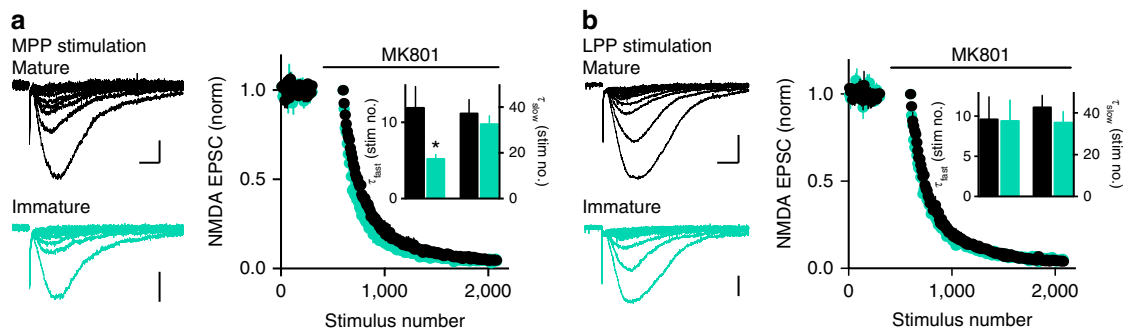 a
MPP stimulation
Mature
Immature
NMDA EPSC (norm)
1.0
0.5
0.0
0
1,000
2,000
Stimulus number
MK801
τfast (stim no.)
10
0
*
40
20
0
τslow (stim no.)
b
LPP stimulation
Mature
Immature
NMDA EPSC (norm)
1.0
0.5
0.0
0
1,000
2,000
Stimulus number
MK801
τfast (stim no.)
10
5
0
40
20
0
τslow (stim no.)